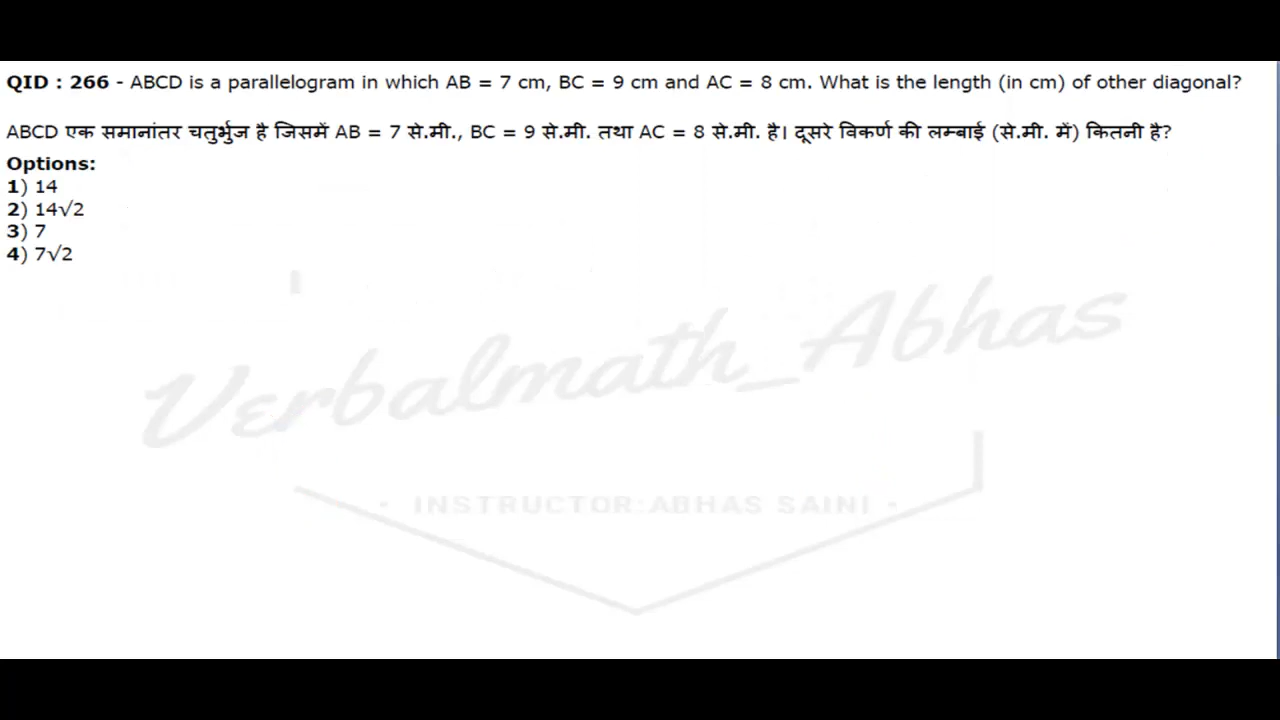 QID : 266 - ABCD is a parallelogram in which AB = 7 cm, BC = 9 cm and AC = 8 cm. What is the length (in cm) of other diagonal?
ABCD एक समानांतर चतुर्भुज है जिसमें AB = 7 से.मी., BC = 9 से.मी. तथा AC = 8 से.मी. है। दूसरे विकर्ण की लम्बाई (से.मी. में) कितनी है?
Options:
1) 14
2) 14√2
3) 7
4) 7√2
Verbalmath_Abhas
- INSTRUCTOR:ABHAS SAINI -